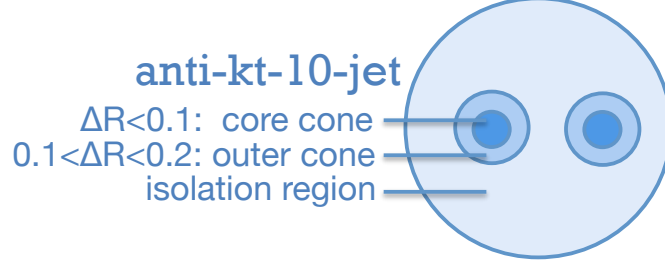 anti-kt-10-jet
ΔR<0.1: core cone
0.1<ΔR<0.2: outer cone
isolation region